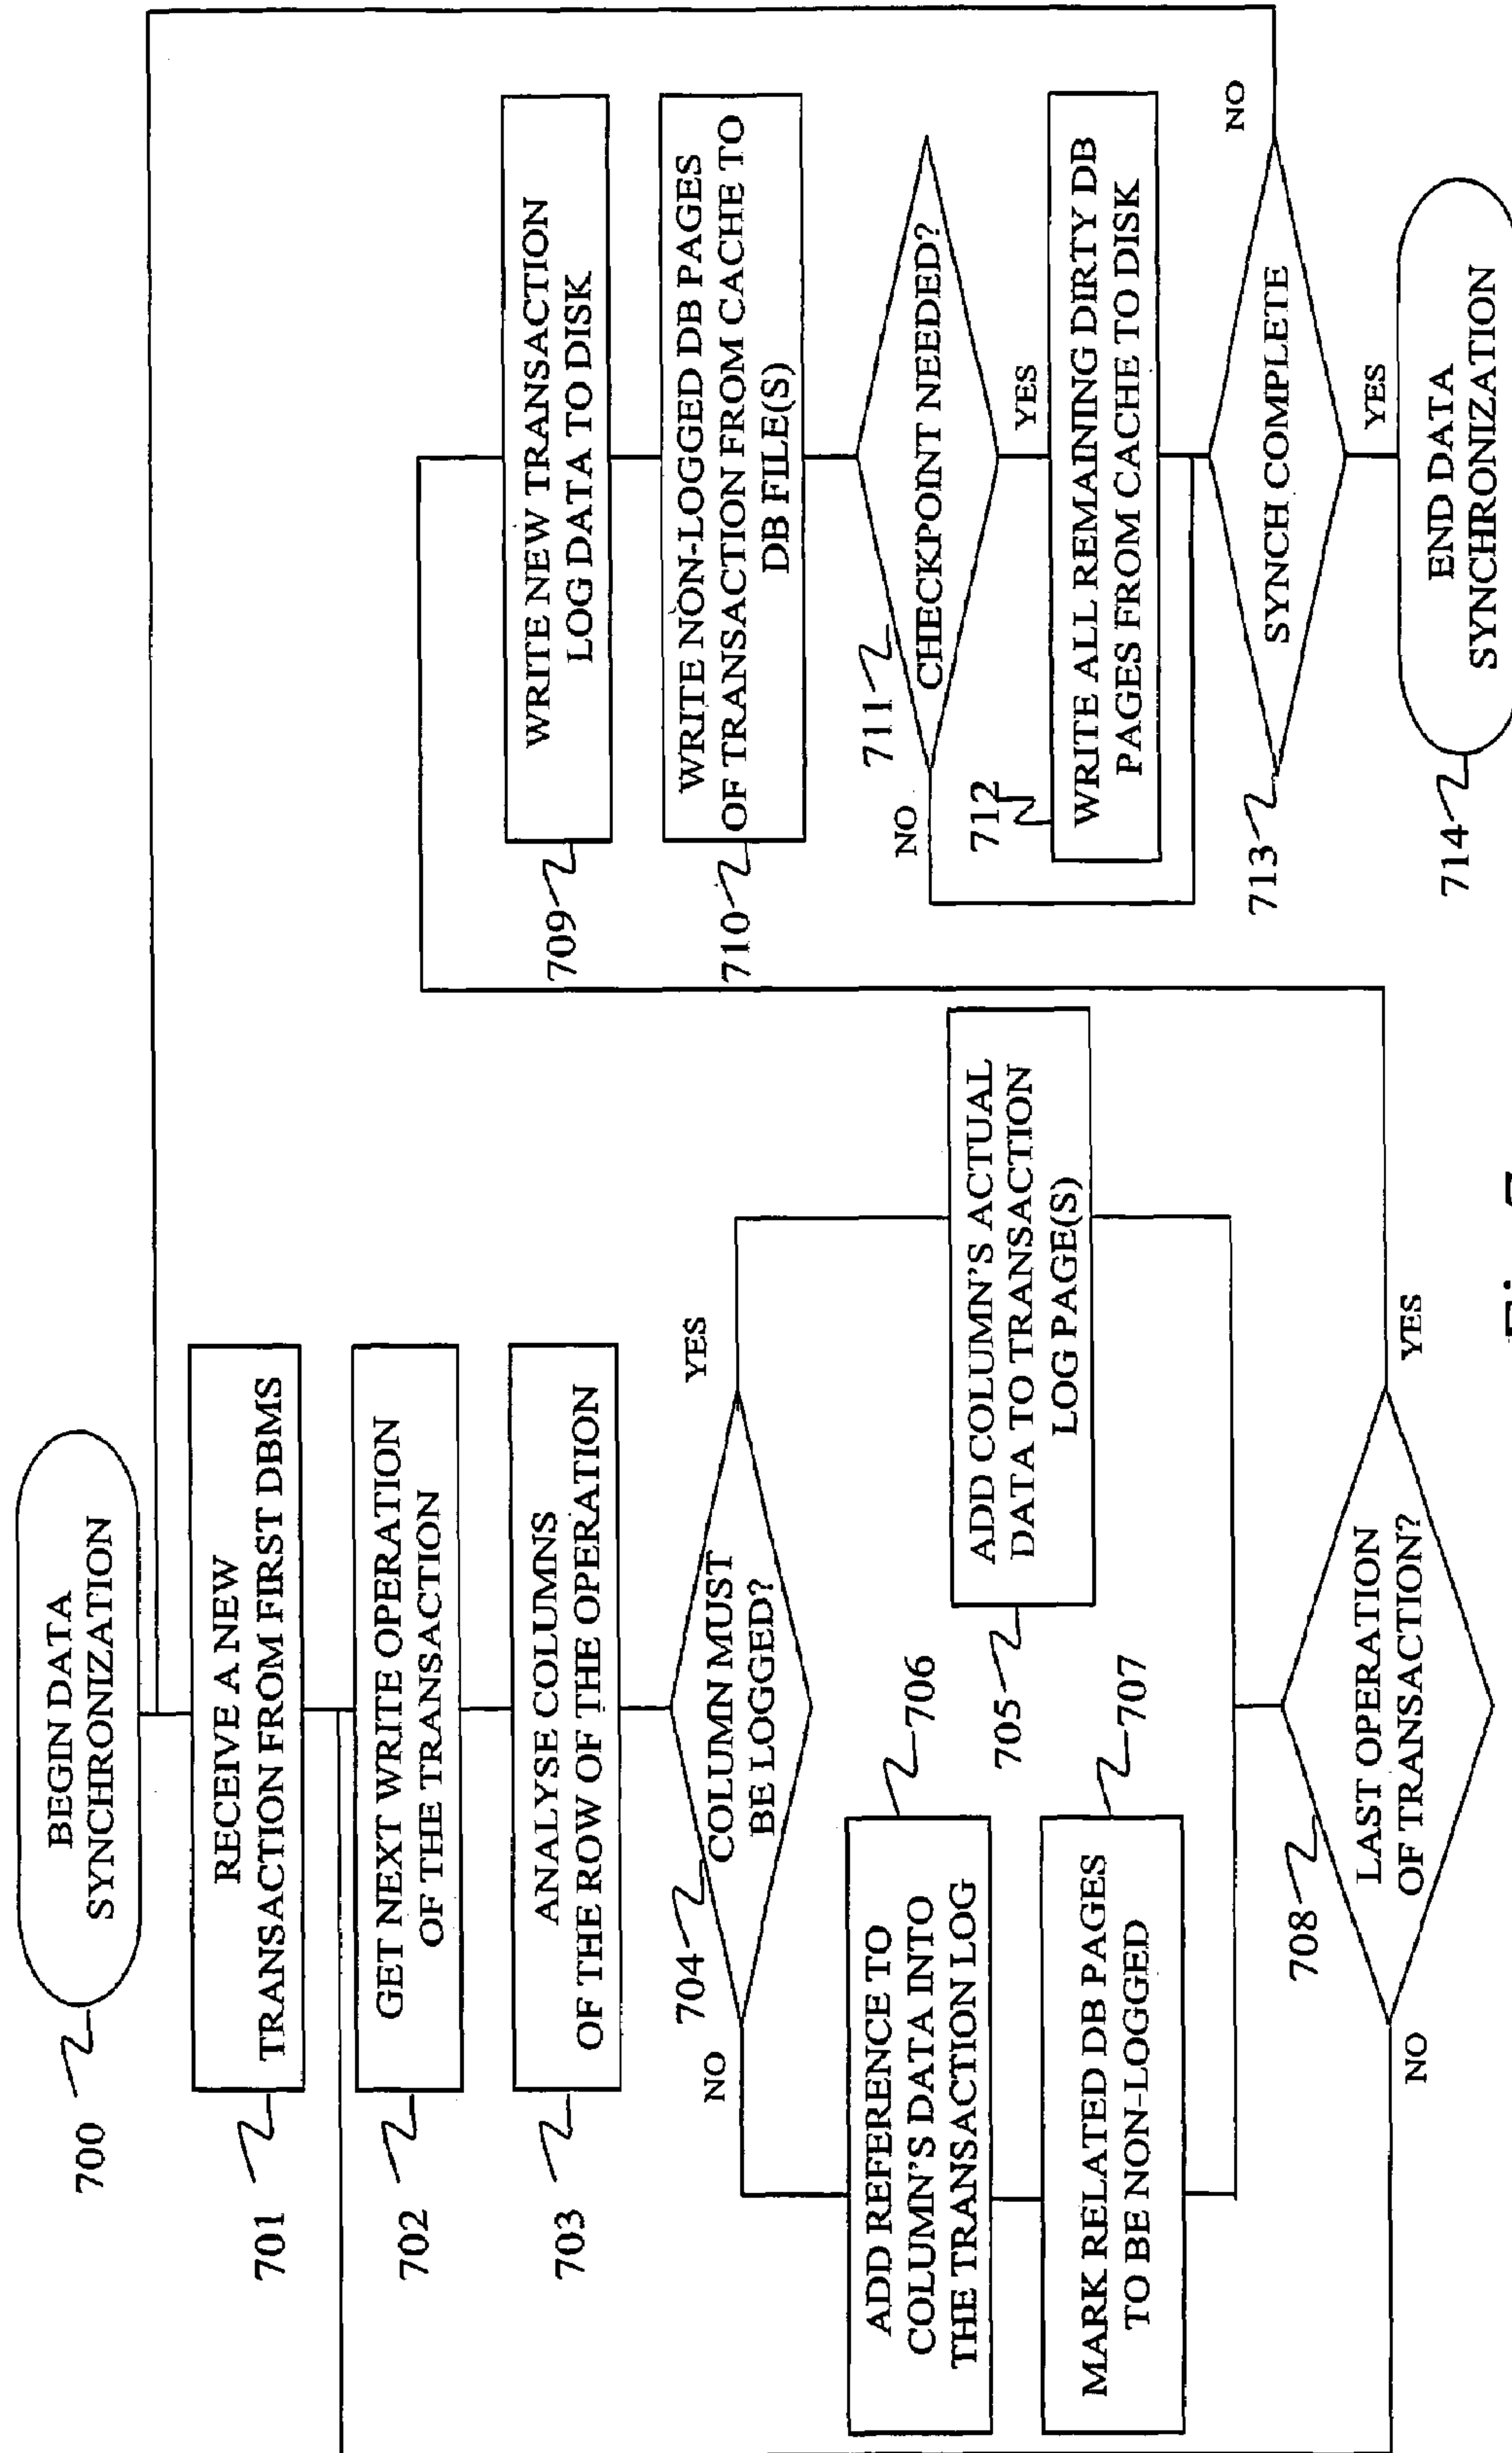 700
BEGIN DATA
SYNCHRONIZATION
701
RECEIVE A NEW
TRANSACTION FROM FIRST DBMS
702
GET NEXT WRITE OPERATION
OF THE TRANSACTION
703
ANALYSE COLUMNS
OF THE ROW OF THE OPERATION
704
COLUMN MUST
BE LOGGED?
NO
YES
ADD REFERENCE TO
COLUMN'S DATA INTO
THE TRANSACTION LOG
706
MARK RELATED DB PAGES
TO BE NON-LOGGED
707
705
ADD COLUMN'S ACTUAL
DATA TO TRANSACTION
LOG PAGE(S)
708
LAST OPERATION
OF TRANSACTION?
NO
YES
709
WRITE NEW TRANSACTION
LOG DATA TO DISK
710
WRITE NON-LOGGED DB PAGES
OF TRANSACTION FROM CACHE TO
DB FILE(S)
711
CHECKPOINT NEEDED?
NO
YES
712
WRITE ALL REMAINING DIRTY DB
PAGES FROM CACHE TO DISK
713
SYNCH COMPLETE
NO
YES
714
END DATA
SYNCHRONIZATION